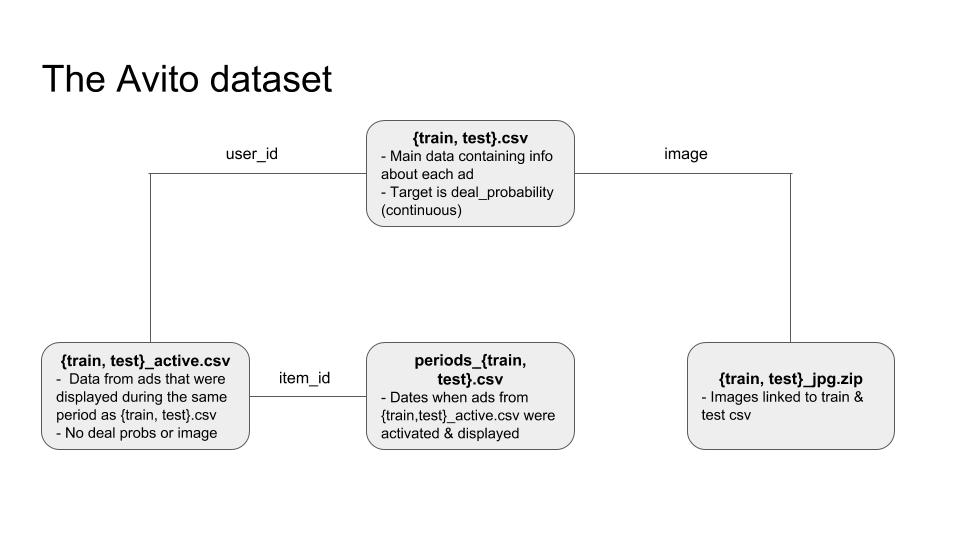 The Avito dataset
{train, test}.csv
- Main data containing info
about each ad
- Target is deal_probability
(continuous)
user_id
image
{train, test}_active.csv
- Data from ads that were
displayed during the same
period as {train, test}.csv
- No deal probs or image
item_id
periods_{train,
test}.csv
- Dates when ads from
{train,test}_active.csv were
activated & displayed
{train, test}_jpg.zip
- Images linked to train &
test csv